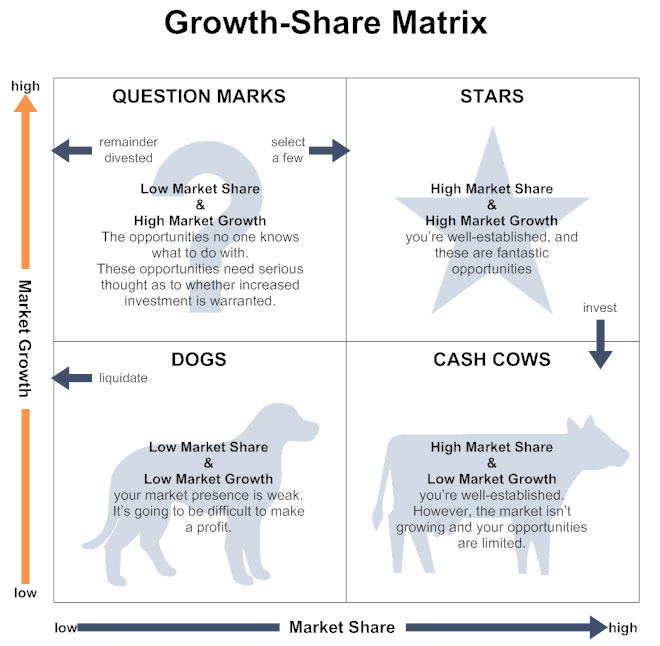 Growth-Share Matrix
high
QUESTION MARKS
remainder
divested
select
a few
Low Market Share
&
High Market Growth
The opportunities no one knows
what to do with.
These opportunities need serious
thought as to whether increased
investment is warranted.
STARS
High Market Share
&
High Market Growth
you're well-established, and
these are fantastic
opportunities
invest
Market Growth
DOGS
liquidate
Low Market Share
&
Low Market Growth
your market presence is weak.
It's going to be difficult to make
a profit.
CASH COWS
High Market Share
&
Low Market Growth
you're well-established.
However, the market isn't
growing and your opportunities
are limited.
low
low
Market Share
high